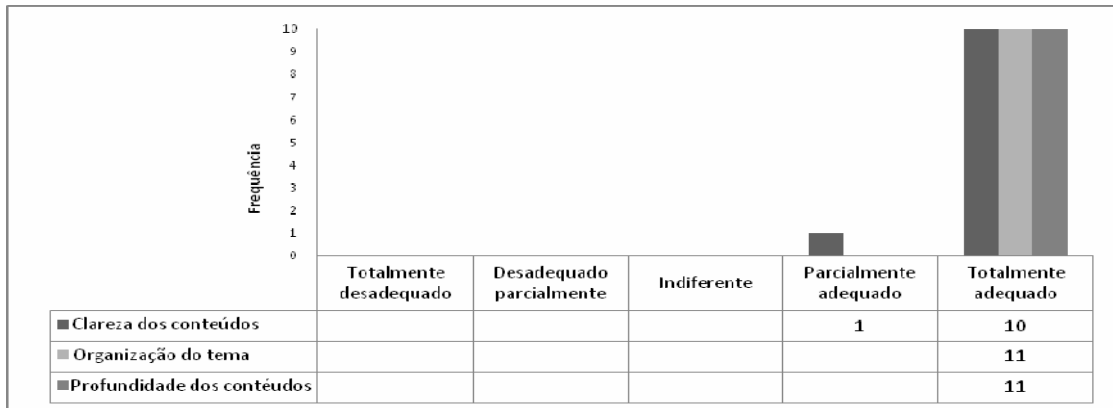 10
9
8
7
6
5
4
3
2
1
0
Frequência
Totalmente desadequado
Desadequado parcialmente
Indiferente
Parcialmente adequado
Totalmente adequado
Clareza dos conteúdos 1 10
Organização do tema 11
Profundidade dos contéudos 11